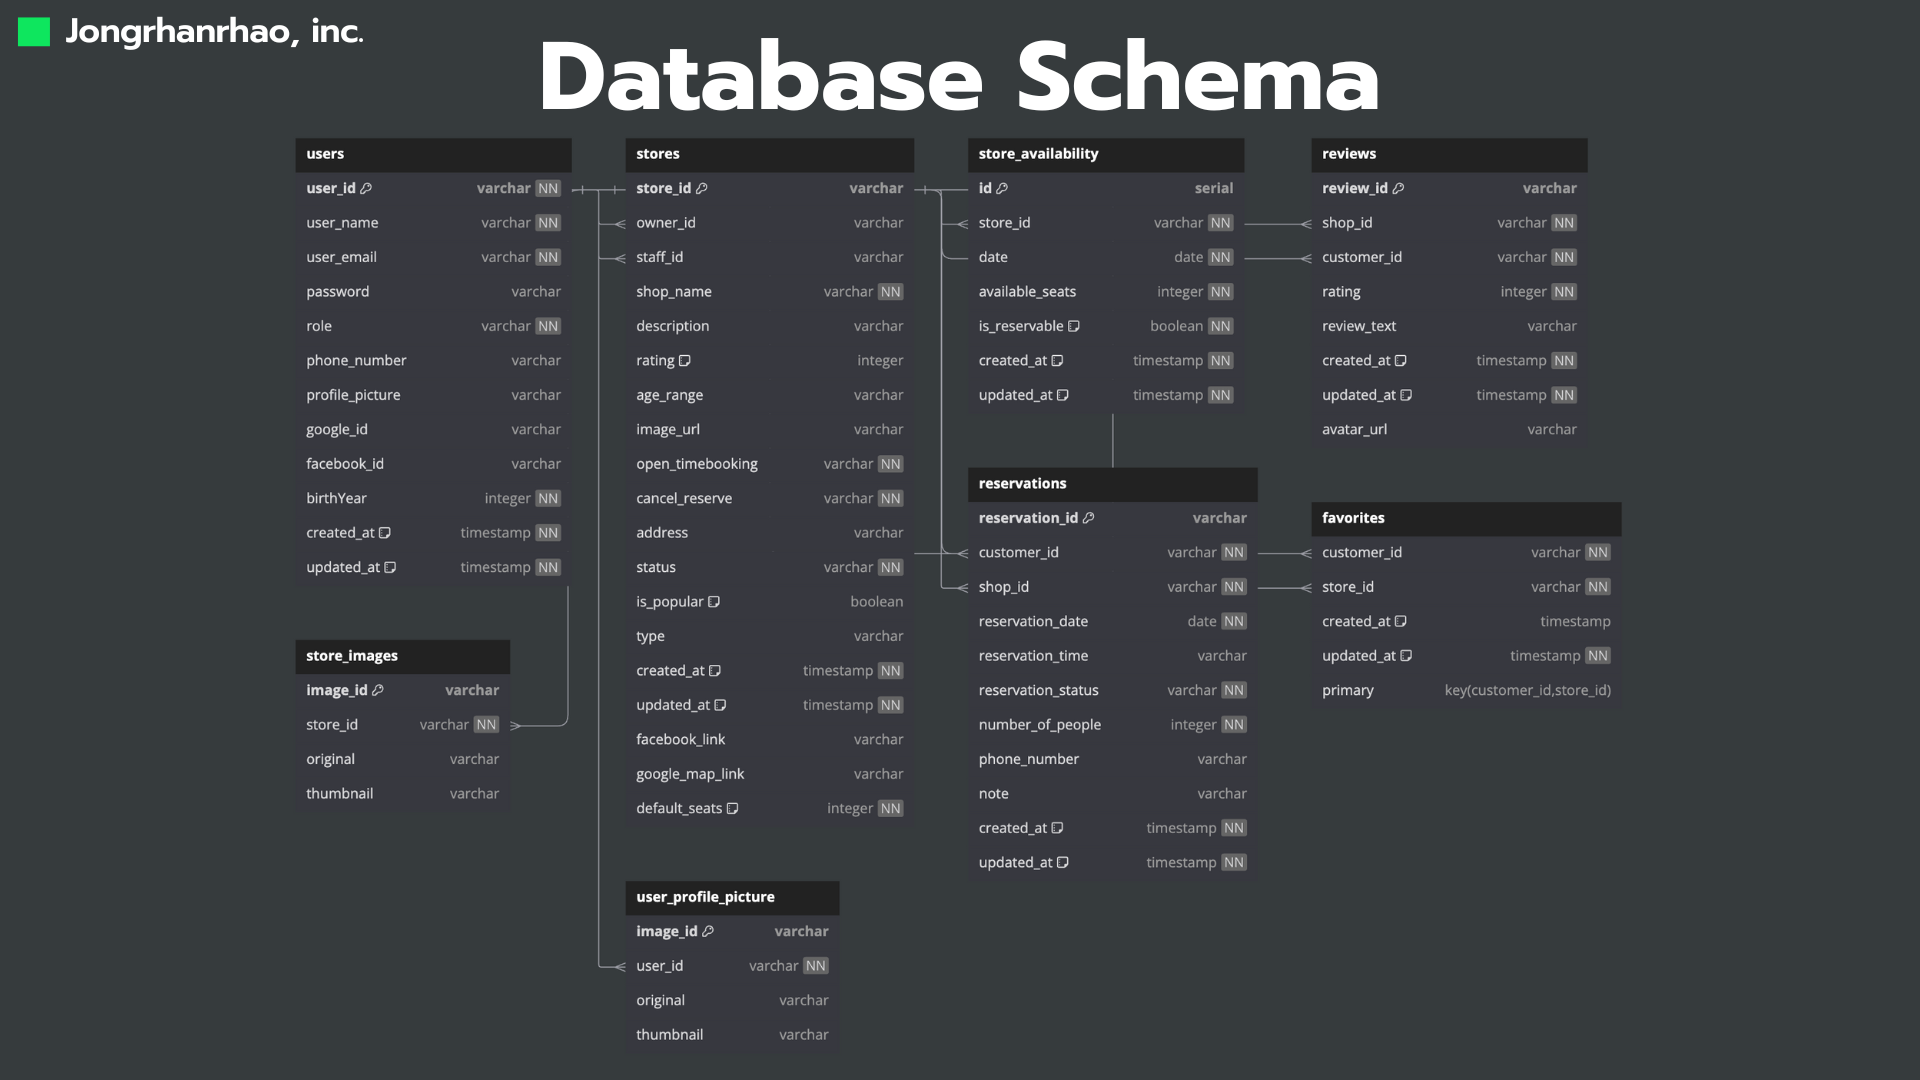 Jongrhanrhao, inc.
Database Schema
users
user_id varchar NN
user_name varchar NN
user_email varchar NN
password varchar
role varchar NN
phone_number varchar
profile_picture varchar
google_id varchar
facebook_id varchar
birthYear integer NN
created_at timestamp NN
updated_at timestamp NN
store_images
image_id varchar
store_id varchar NN
original varchar
thumbnail varchar
stores
store_id varchar
owner_id varchar
staff_id varchar
shop_name varchar NN
description varchar
rating integer
age_range varchar
image_url varchar
open_timebooking varchar NN
cancel_reserve varchar NN
address varchar
status varchar NN
is_popular boolean
type varchar
created_at timestamp NN
updated_at timestamp NN
facebook_link varchar
google_map_link varchar
default_seats integer NN
user_profile_picture
image_id varchar
user_id varchar NN
original varchar
thumbnail varchar
store_availability
id serial
store_id varchar NN
date date NN
available_seats integer NN
is_reservable boolean NN
created_at timestamp NN
updated_at timestamp NN
reservations
reservation_id varchar
customer_id varchar NN
shop_id varchar NN
reservation_date date NN
reservation_time varchar
reservation_status varchar NN
number_of_people integer NN
phone_number varchar
note varchar
created_at timestamp NN
updated_at timestamp NN
reviews
review_id varchar
shop_id varchar NN
customer_id varchar NN
rating integer NN
review_text varchar
created_at timestamp NN
updated_at timestamp NN
avatar_url varchar
favorites
customer_id varchar NN
store_id varchar NN
created_at timestamp
updated_at timestamp NN
primary key(customer_id,store_id)